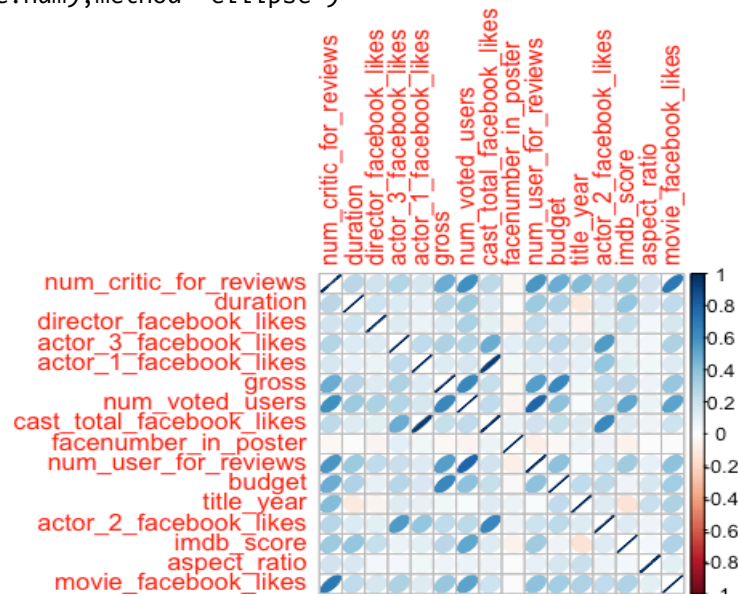 num_critic_for_reviews
duration
director_facebook_likes
actor_3_facebook_likes
actor_1_facebook_likes
gross
num_voted_users
cast_total_facebook_likes
facenumber_in_poster
num_user_for_reviews
budget
title_year
actor_2_facebook_likes
imdb_score
aspect_ratio
movie_facebook_likes
num_critic_for_reviews
duration
director_facebook_likes
actor_3_facebook_likes
actor_1_facebook_likes
gross
num_voted_users
cast_total_facebook_likes
facenumber_in_poster
num_user_for_reviews
budget
title_year
actor_2_facebook_likes
imdb_score
aspect_ratio
movie_facebook_likes
1
0.8
0.6
0.4
0.2
0
-0.2
-0.4
-0.6
-0.8
-1